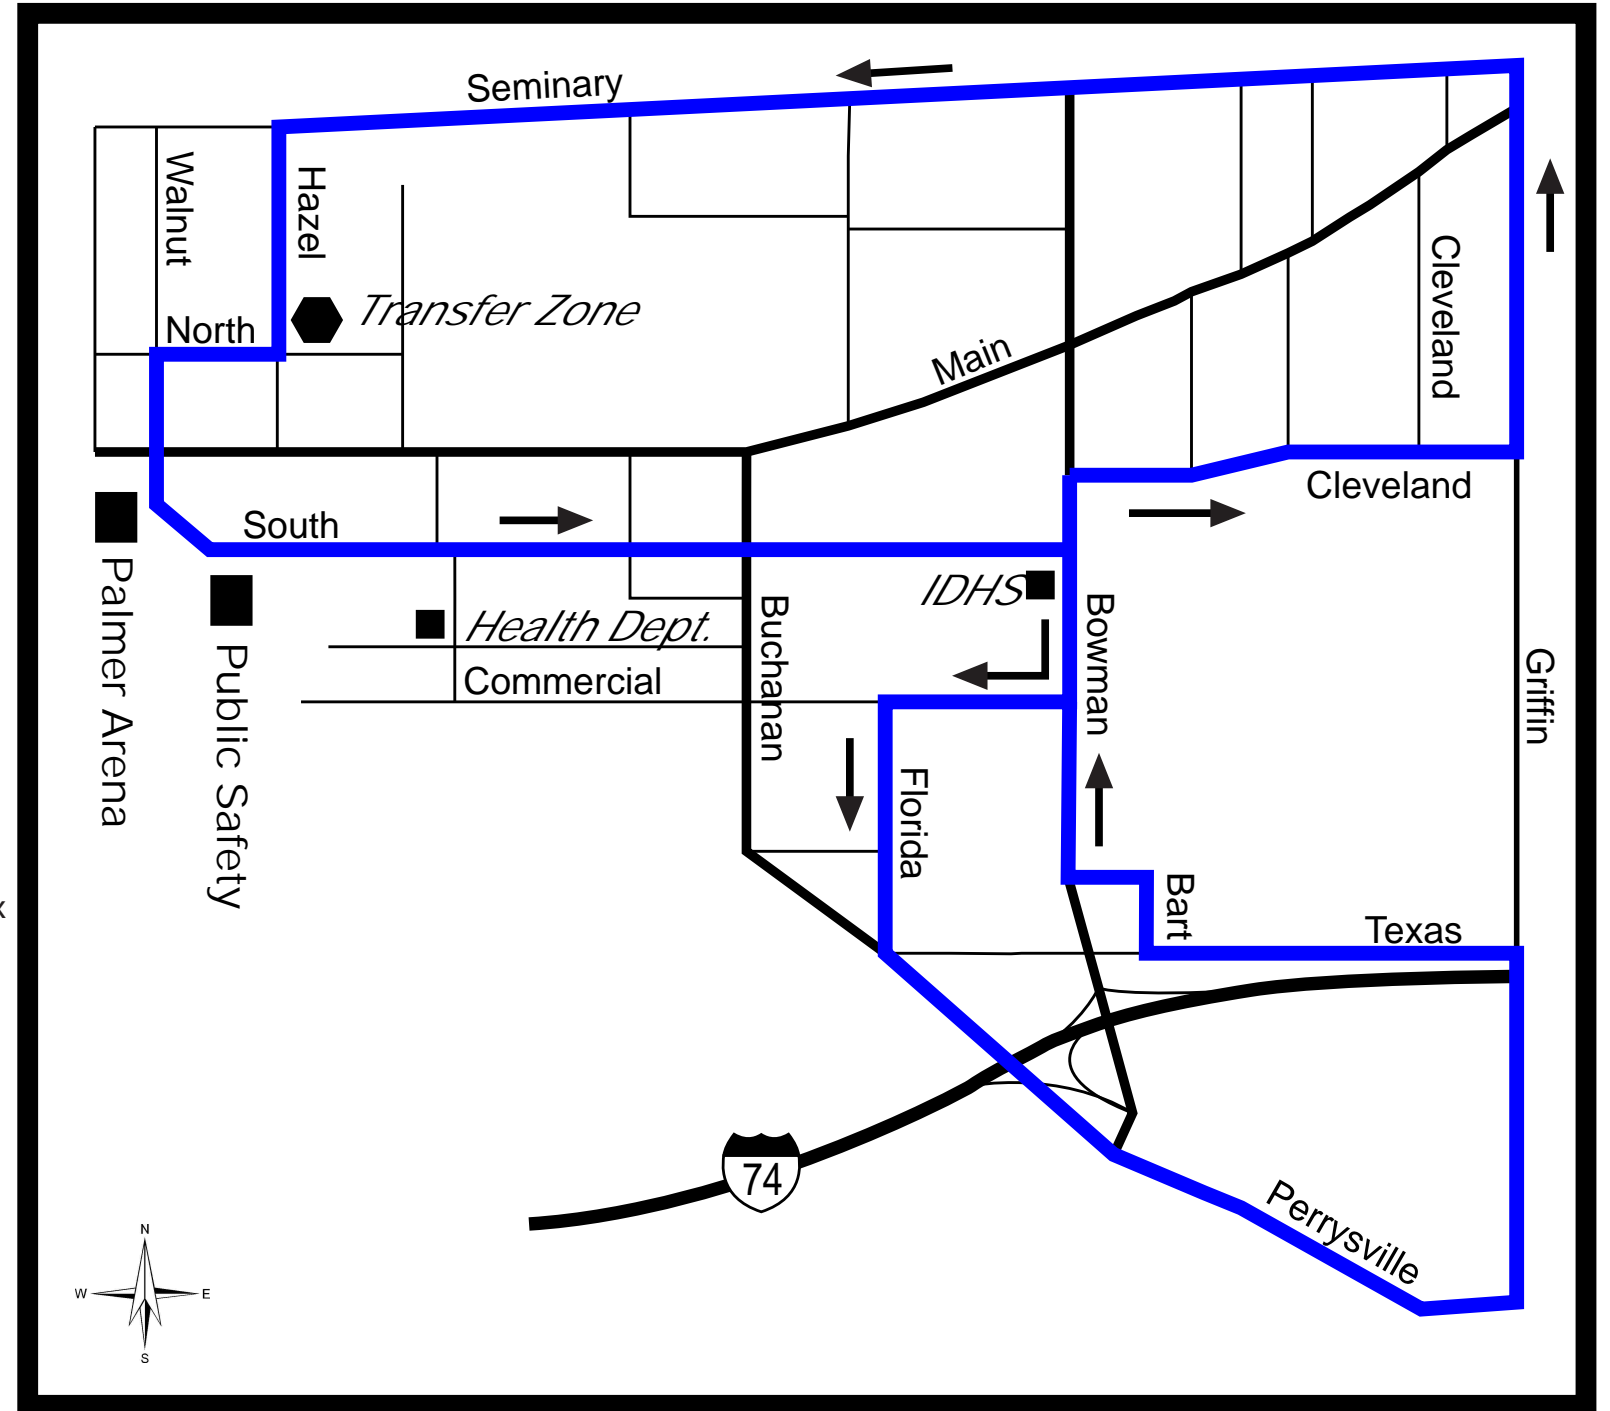 Seminary
Walnut
Hazel
Transfer Zone
North
Main
Cleveland
Cleveland
South
Palmer Arena
Public Safety
IDHS
Health Dept.
Commercial
Buchanan
Bowman
Griffin
Florida
Bart
Texas
74
Perrysville
N
W
E
S
x